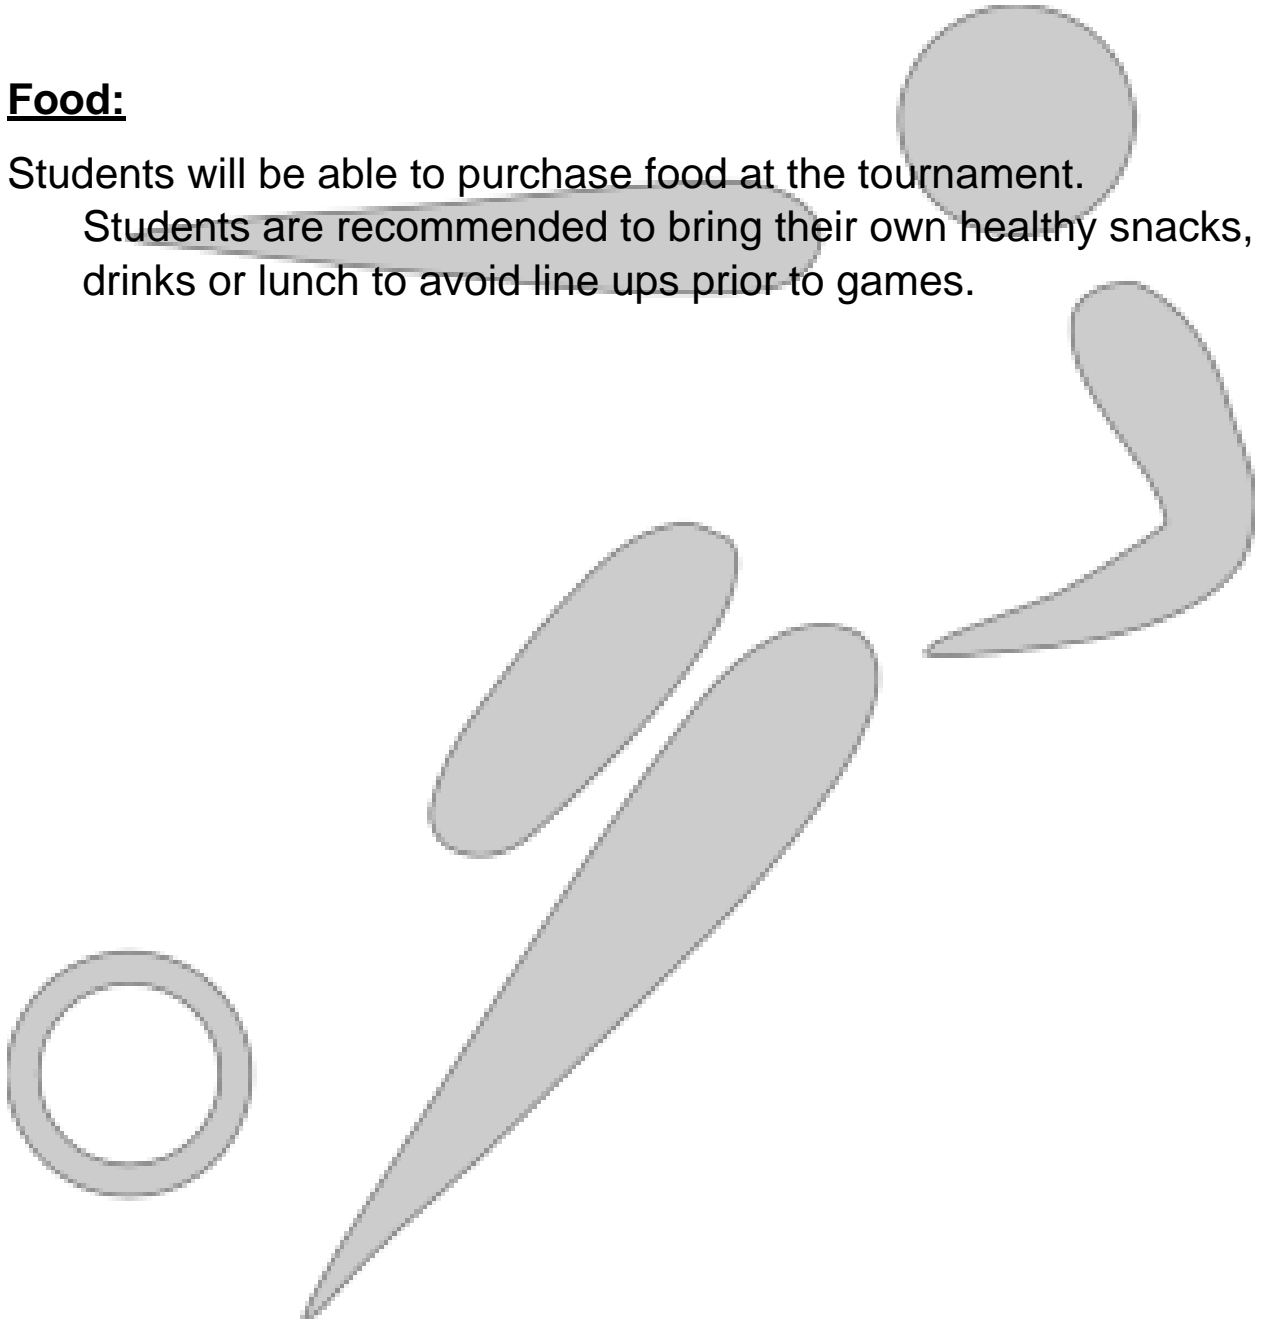 Food:
Students will be able to purchase food at the tournament.
Students are recommended to bring their own healthy snacks,
drinks or lunch to avoid line ups prior to games.